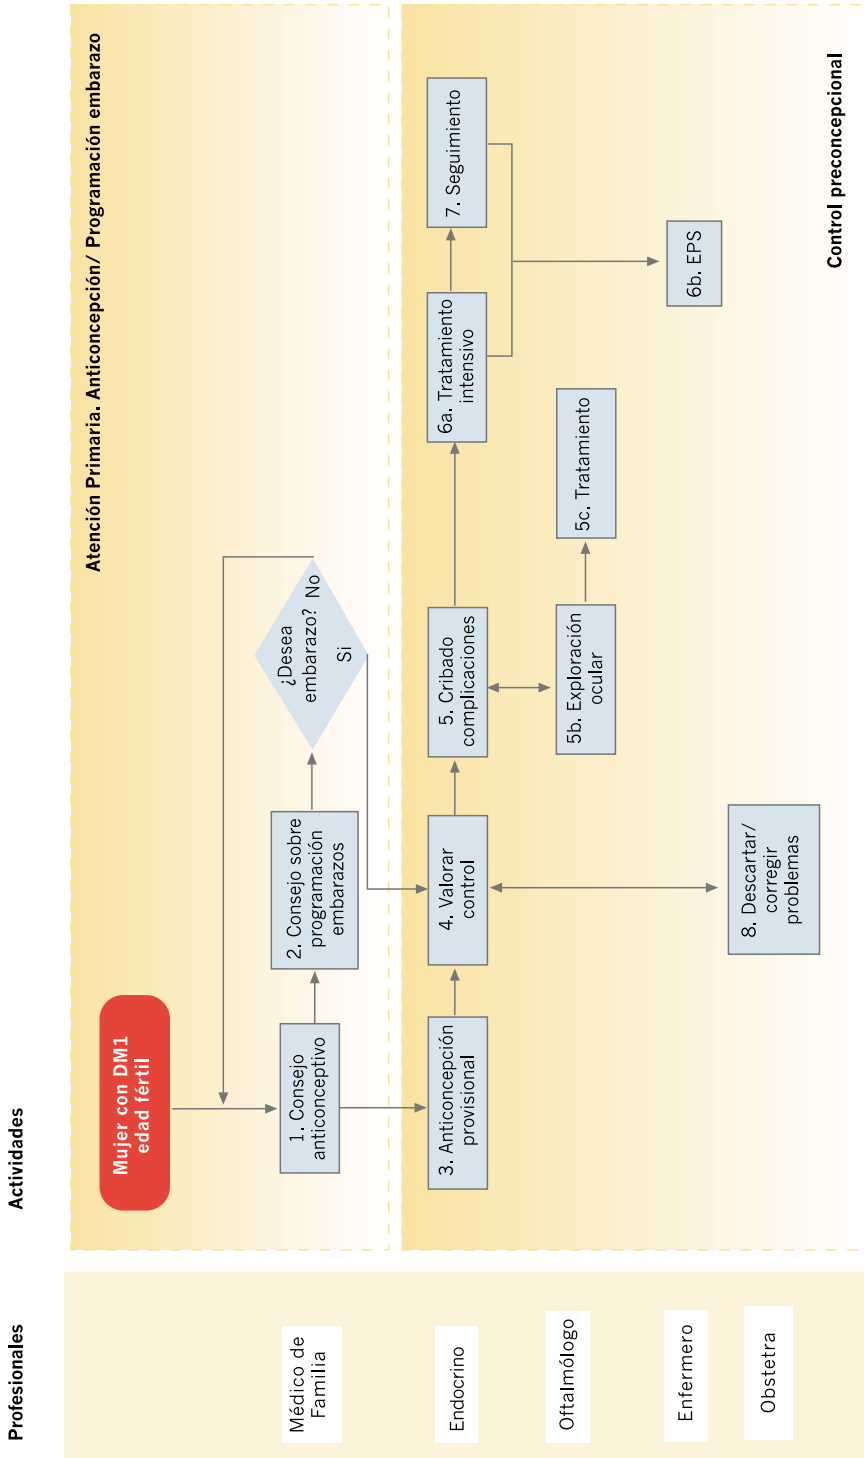 Profesionales
Actividades
Atención Primaria. Anticoncepción/ Programación embarazo
Mujer con DM1
edad fértil
Médico de
Familia
1. Consejo
anticonceptivo
2. Consejo sobre
programación
embarazos
¿Desea
embarazo?
No
Si
Endocrino
3. Anticoncepción
provisional
4. Valorar
control
5. Cribado
complicaciones
6a. Tratamiento
intensivo
7. Seguimiento
Oftalmólogo
5b. Exploración
ocular
5c. Tratamiento
Enfermero
6b. EPS
Obstetra
8. Descartar/
corregir
problemas
Control preconcepcional